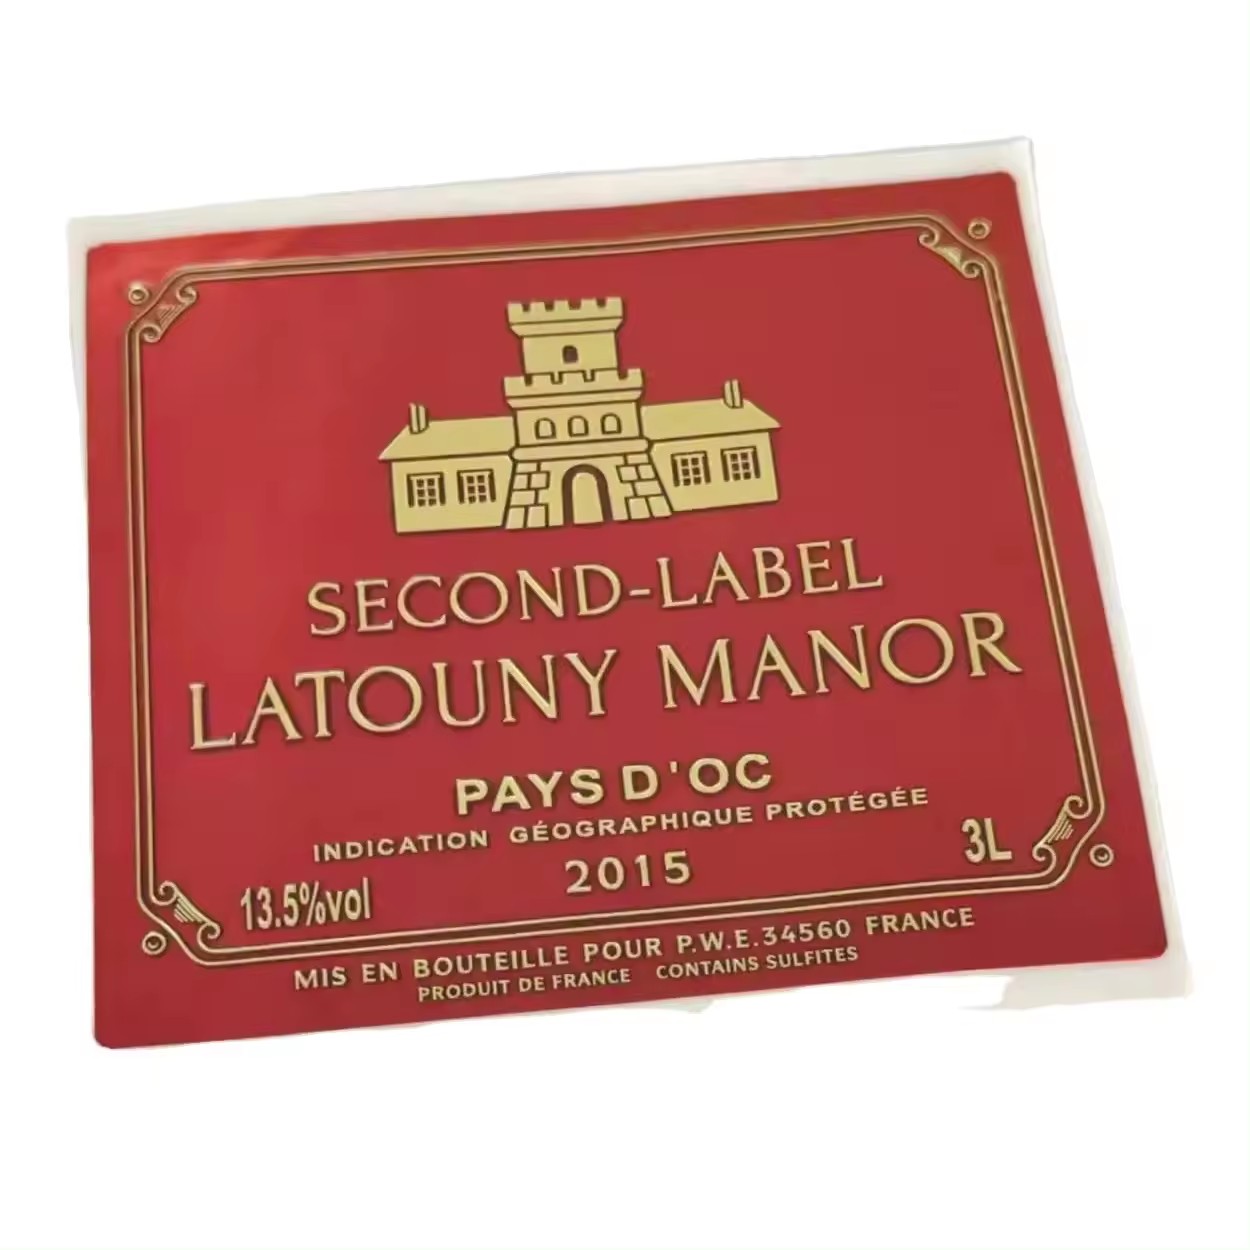 SECOND-LABEL
LATOUNY MANOR
PAYS D'OC
INDICATION GÉOGRAPHIQUE PROTÉGÉE
2015
13.5%vol
3L
MIS EN BOUTEILLE POUR P.W.E.34560 FRANCE
PRODUIT DE FRANCE CONTAINS SULFITES